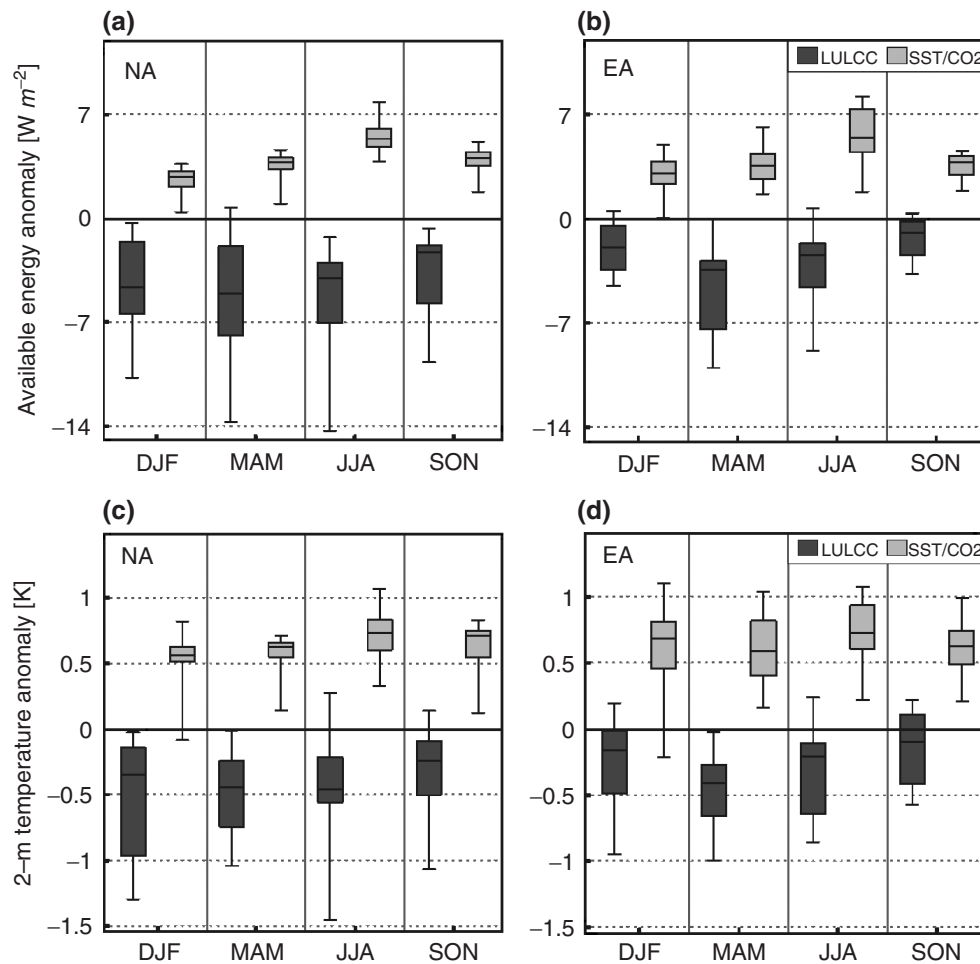 (a)
Available energy anomaly [W m⁻²]
NA
7
0
−7
−14
DJF MAM JJA SON
(b)
EA
LULCC SST/CO2
7
0
−7
−14
DJF MAM JJA SON
(c)
2−m temperature anomaly [K]
NA
1
0.5
0
−0.5
−1
−1.5
DJF MAM JJA SON
(d)
EA
LULCC SST/CO2
1
0.5
0
−0.5
−1
−1.5
DJF MAM JJA SON